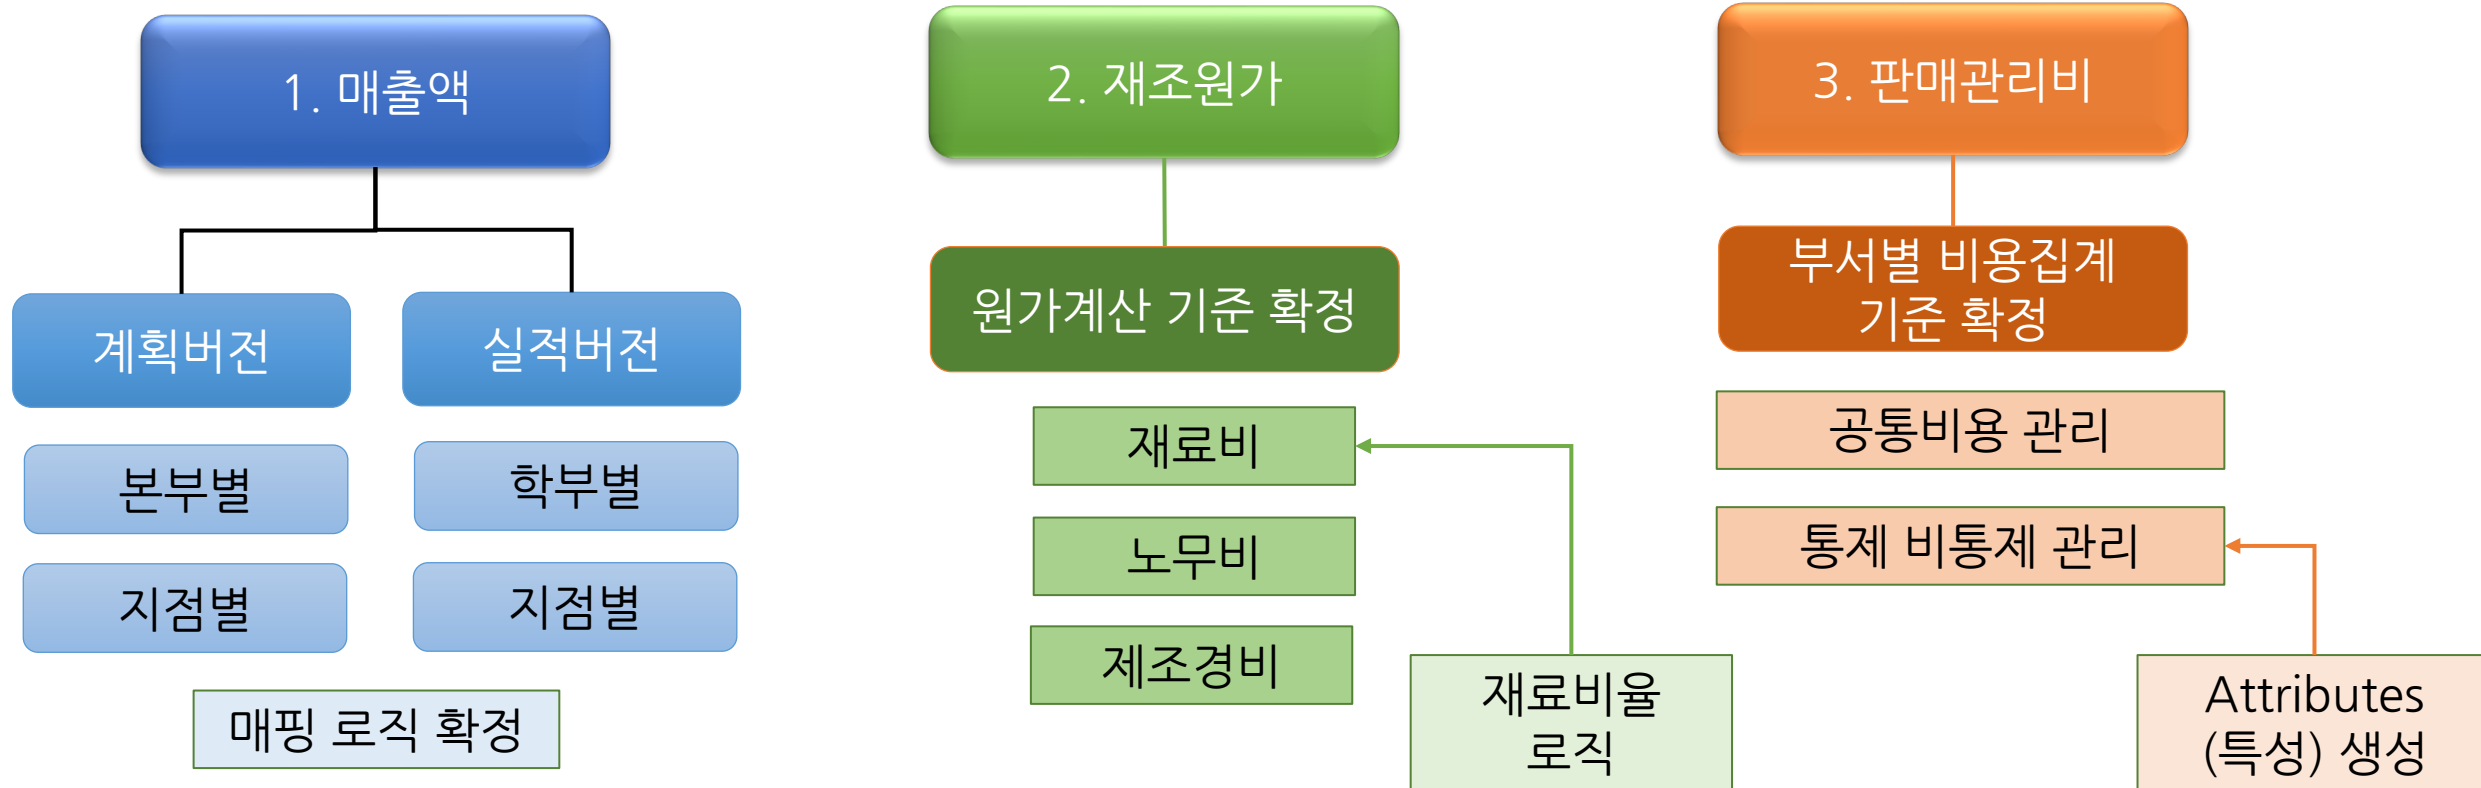 1. 매출액
계획버전
실적버전
본부별
학부별
지점별
지점별
매핑 로직 확정
2. 재조원가
원가계산 기준 확정
재료비
노무비
제조경비
재료비율
로직
3. 판매관리비
부서별 비용집계
기준 확정
공통비용 관리
통제 비통제 관리
Attributes
(특성) 생성